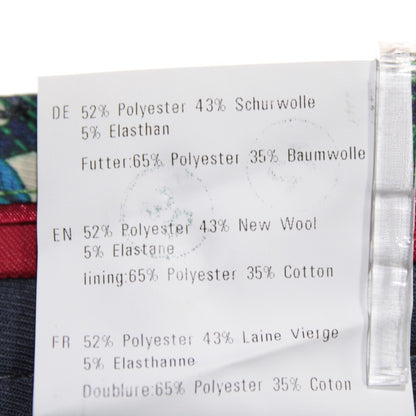 DE 52% Polyester 43% Schurwolle
5% Elasthan
Futter:65% Polyester 35% Baumwolle
EN 52% Polyester 43% New Wool
5% Elastane
lining:65% Polyester 35% Cotton
FR 52% Polyester 43% Laine Vierge
5% Elasthanne
Doublure:65% Polyester 35% Coton